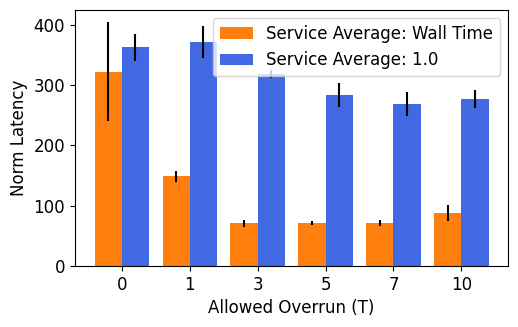 Service Average: Wall Time
Service Average: 1.0
Norm Latency
400
300
200
100
0
0 1 3 5 7 10
Allowed Overrun (T)